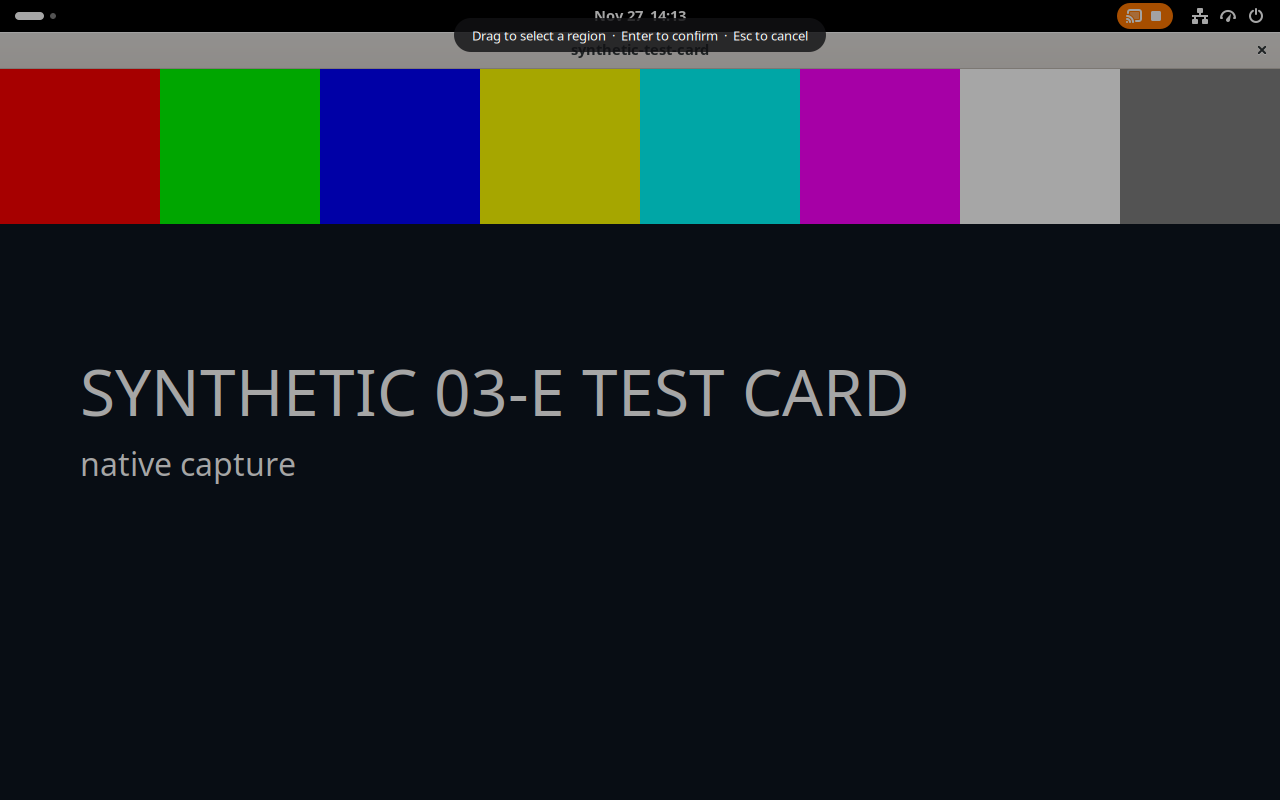 Nov 27 14:13
Drag to select a region · Enter to confirm · Esc to cancel
synthetic-test-card
SYNTHETIC 03-E TEST CARD
native capture